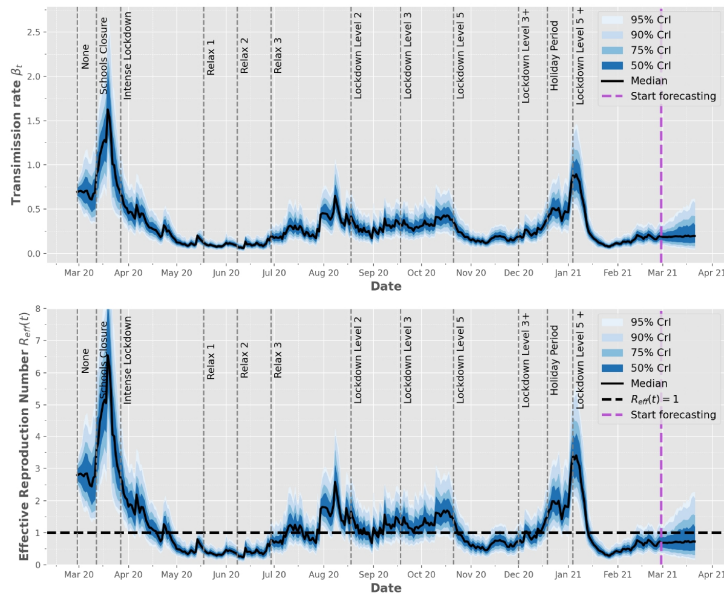 Transimission rate βt
2.5
2.0
1.5
1.0
0.5
0.0
None
Schools Closure
Intense Lockdown
Relax 1
Relax 2
Relax 3
Lockdown Level 2
Lockdown Level 3
Lockdown Level 5
Lockdown Level 3+
Holiday Period
Lockdown Level 5 +
95% CrI
90% CrI
75% CrI
50% CrI
Median
Start forecasting
Mar 20 Apr 20 May 20 Jun 20 Jul 20 Aug 20 Sep 20 Oct 20 Nov 20 Dec 20 Jan 21 Feb 21 Mar 21 Apr 21
Date
Effective Reproduction Number Reff(t)
8
7
6
5
4
3
2
1
0
None
Schools Closure
Intense Lockdown
Relax 1
Relax 2
Relax 3
Lockdown Level 2
Lockdown Level 3
Lockdown Level 5
Lockdown Level 3+
Holiday Period
Lockdown Level 5 +
95% CrI
90% CrI
75% CrI
50% CrI
Median
Reff(t) = 1
Start forecasting
Mar 20 Apr 20 May 20 Jun 20 Jul 20 Aug 20 Sep 20 Oct 20 Nov 20 Dec 20 Jan 21 Feb 21 Mar 21 Apr 21
Date